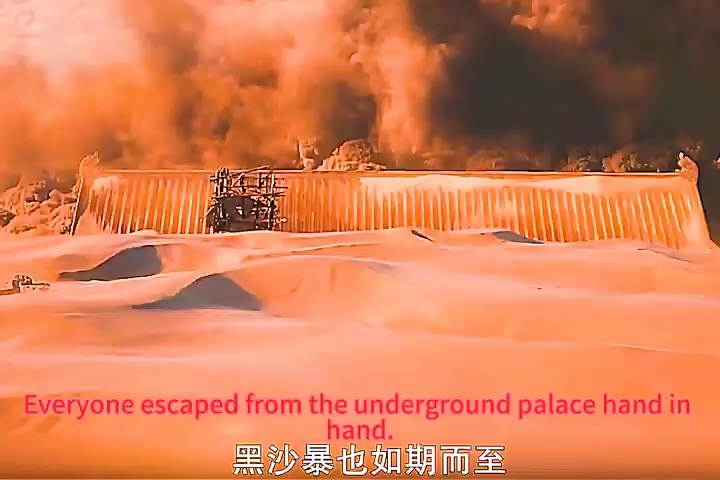 Everyone escaped from the underground palace hand in
hand.
黑沙暴也如期而至